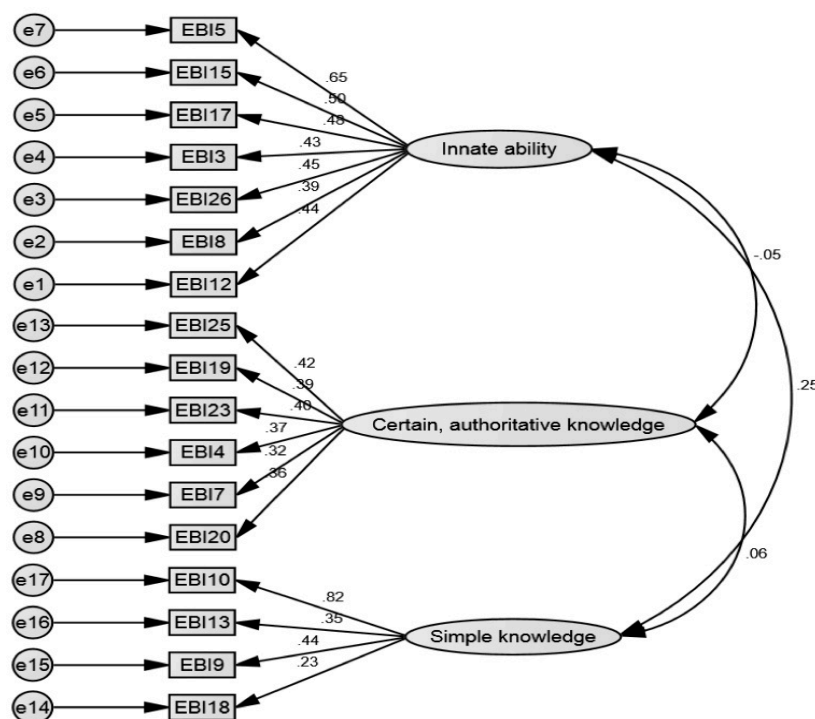 e7 EBI5
.65
e6 EBI15
.50
e5 EBI17
.48
e4 EBI3
.43
Innate ability
e3 EBI26
.45
e2 EBI8
.39
e1 EBI12
.44
-.05
e13 EBI25
.42
e12 EBI19
.39
.25
e11 EBI23
.40
Certain, authoritative knowledge
e10 EBI4
.37
e9 EBI7
.32
e8 EBI20
.36
.06
e17 EBI10
.82
e16 EBI13
.35
Simple knowledge
e15 EBI9
.44
e14 EBI18
.23